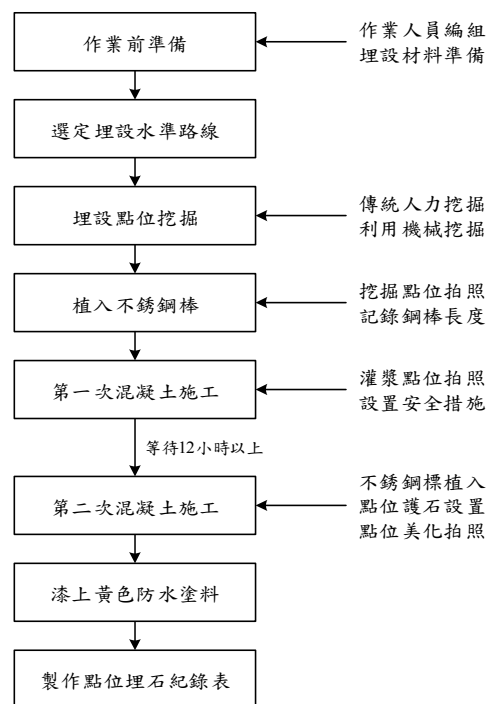 作業前準備
作業人員編組
埋設材料準備
選定埋設水準路線
埋設點位挖掘
傳統人力挖掘
利用機械挖掘
植入不銹鋼棒
挖掘點位拍照
記錄鋼棒長度
第一次混凝土施工
灌漿點位拍照
設置安全措施
等待12小時以上
第二次混凝土施工
不銹鋼標植入
點位護石設置
點位美化拍照
漆上黃色防水塗料
製作點位埋石紀錄表